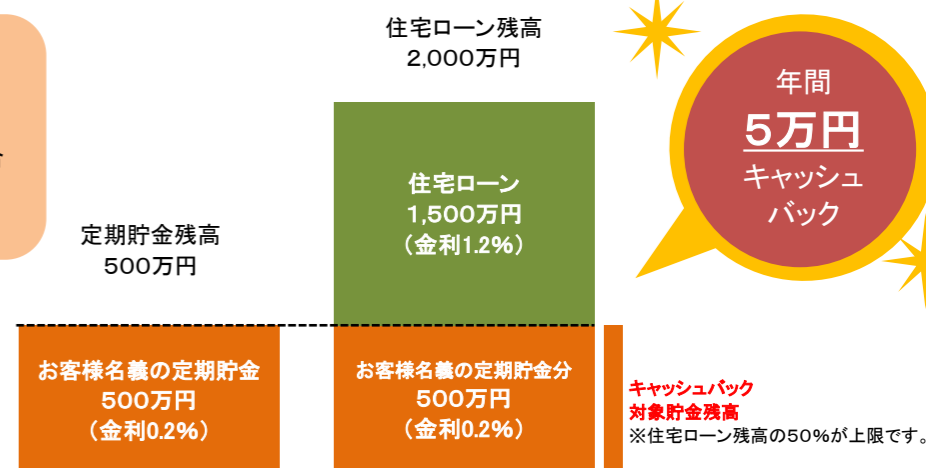 住宅ローン残高
2,000万円
年間
5万円
キャッシュ
バック
住宅ローン
1,500万円
（金利1.2%）
定期貯金残高
500万円
お客様名義の定期貯金
500万円
（金利0.2%）
お客様名義の定期貯金分
500万円
（金利0.2%）
キャッシュバック
対象貯金残高
※住宅ローン残高の50%が上限です。